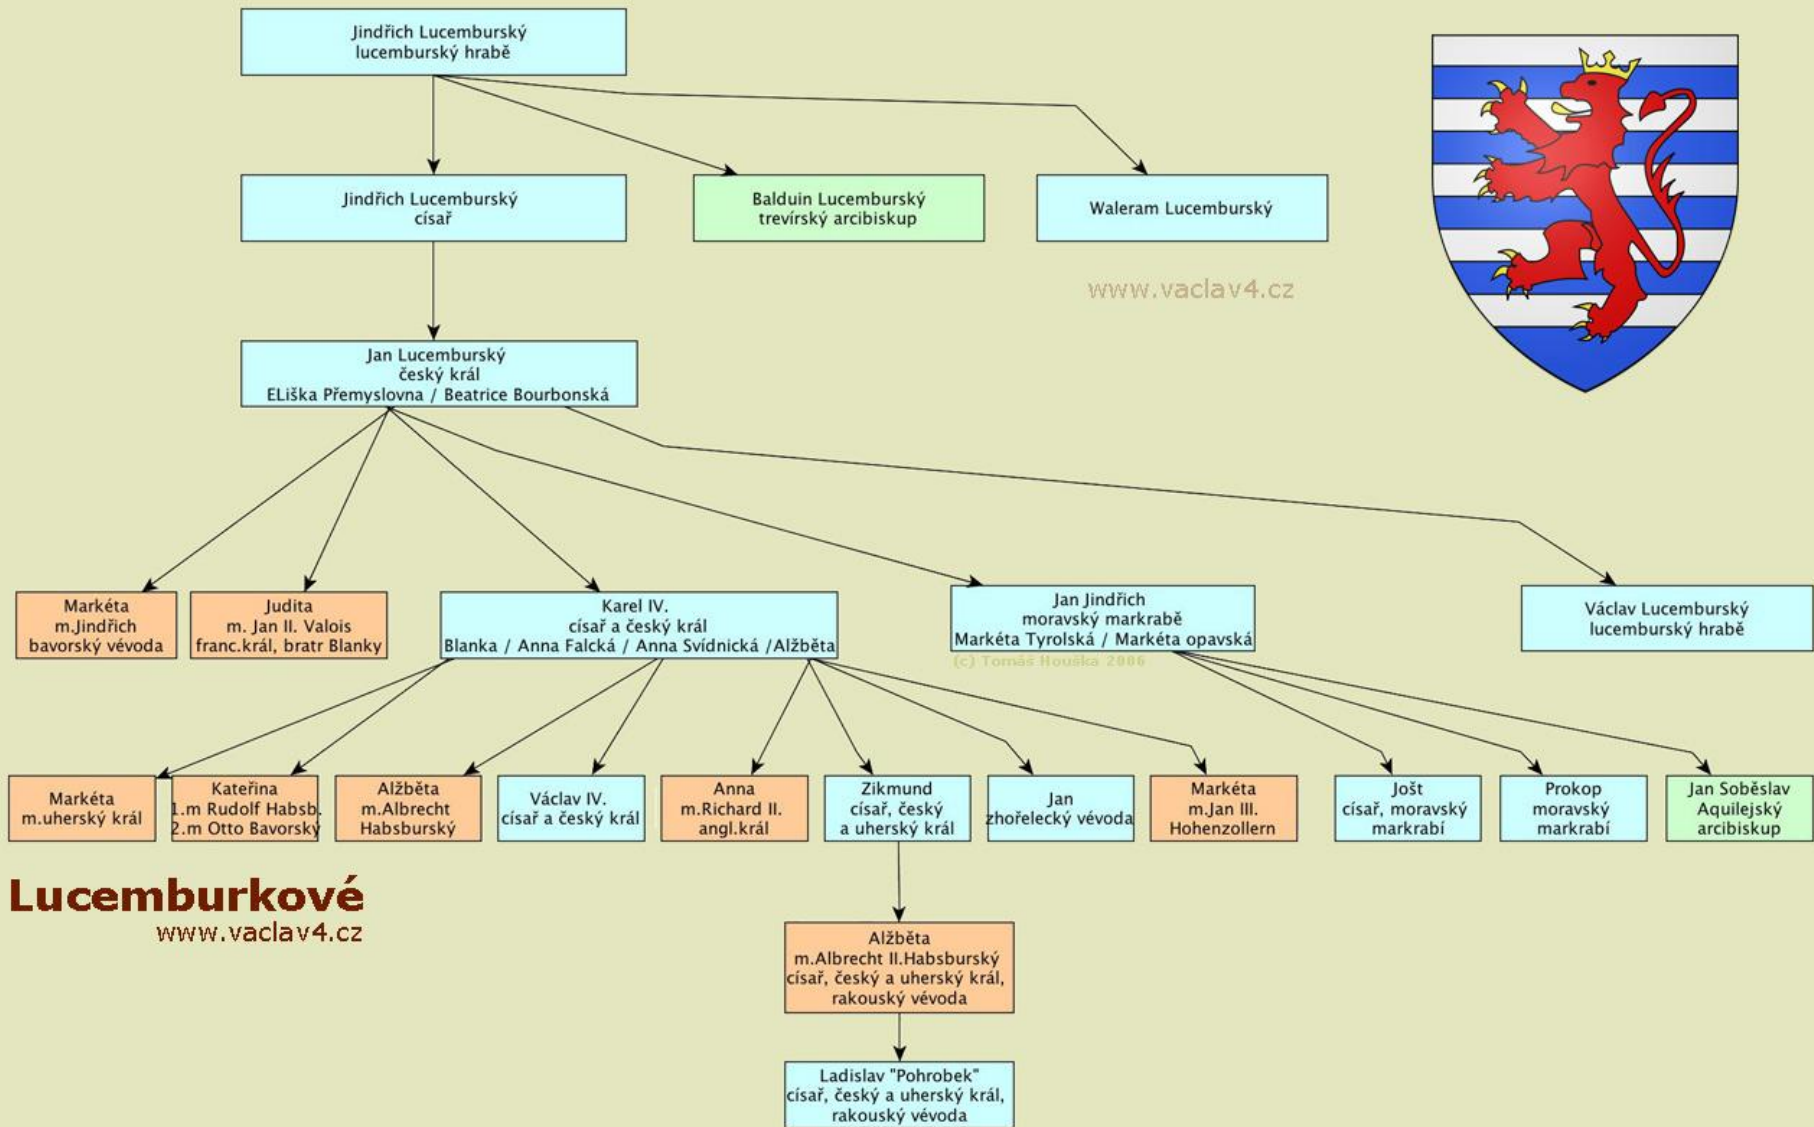 Jindřich Lucemburský
lucemburský hrabě
Jindřich Lucemburský
císař
Balduin Lucemburský
trevírský arcibiskup
Waleram Lucemburský
www.vaclav4.cz
Jan Lucemburský
český král
ELiška Přemyslovna / Beatrice Bourbonská
Markéta
m.Jindřich
bavorský vévoda
Judita
m. Jan II. Valois
franc.král, bratr Blanky
Karel IV.
císař a český král
Blanka / Anna Falcká / Anna Svídnická /Alžběta
Jan Jindřich
moravský markrabě
Markéta Tyrolská / Markéta opavská
Václav Lucemburský
lucemburský hrabě
(c) Tomáš Houška 2006
Markéta
m.uherský král
Kateřina
1.m Rudolf Habsb.
2.m Otto Bavorský
Alžběta
m.Albrecht
Habsburský
Václav IV.
císař a český král
Anna
m.Richard II.
angl.král
Zikmund
císař, český
a uherský král
Jan
zhořelecký vévoda
Markéta
m.Jan III.
Hohenzollern
Jošt
císař, moravský
markrabí
Prokop
moravský
markrabí
Jan Soběslav
Aquilejský
arcibiskup
Lucemburkové
www.vaclav4.cz
Alžběta
m.Albrecht II.Habsburský
císař, český a uherský král,
rakouský vévoda
Ladislav "Pohrobek"
císař, český a uherský král,
rakouský vévoda